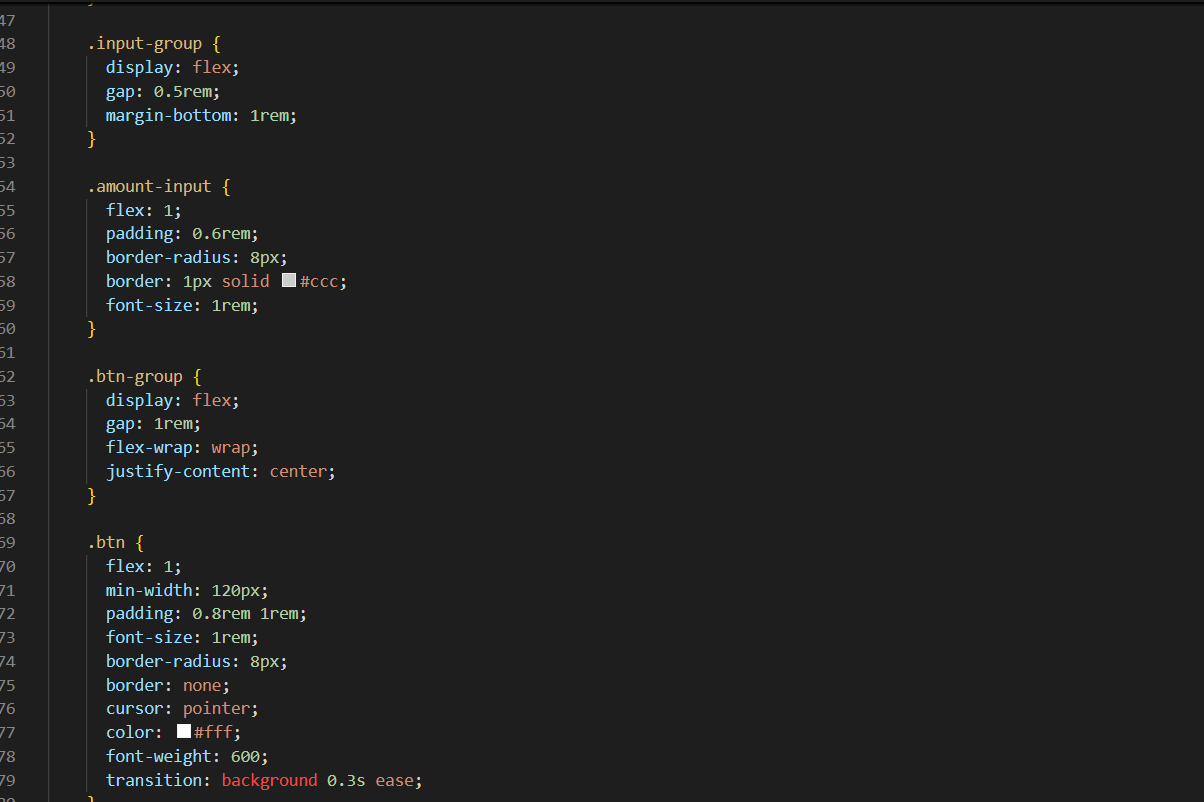 47
48 .input-group {
49 display: flex;
50 gap: 0.5rem;
51 margin-bottom: 1rem;
52 }
53
54 .amount-input {
55 flex: 1;
56 padding: 0.6rem;
57 border-radius: 8px;
58 border: 1px solid #ccc;
59 font-size: 1rem;
60 }
61
62 .btn-group {
63 display: flex;
64 gap: 1rem;
65 flex-wrap: wrap;
66 justify-content: center;
67 }
68
69 .btn {
70 flex: 1;
71 min-width: 120px;
72 padding: 0.8rem 1rem;
73 font-size: 1rem;
74 border-radius: 8px;
75 border: none;
76 cursor: pointer;
77 color: #fff;
78 font-weight: 600;
79 transition: background 0.3s ease;